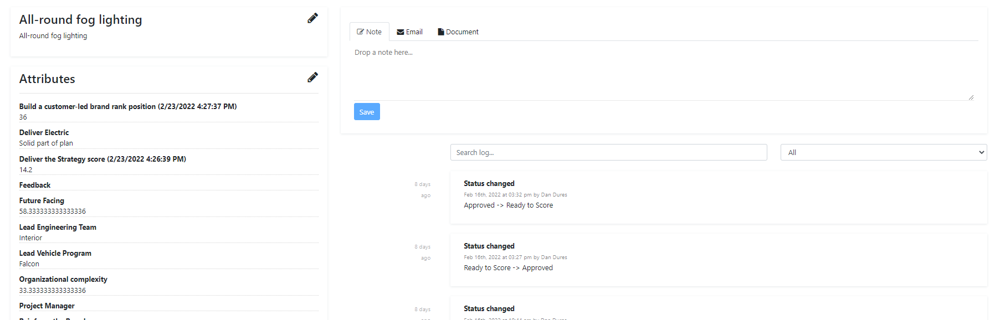 All-round fog lighting
All-round fog lighting
Attributes
Build a customer-led brand rank position (2/23/2022 4:27:37 PM)
36
Deliver Electric
Solid part of plan
Deliver the Strategy score (2/23/2022 4:26:39 PM)
14.2
Feedback
Future Facing
58.333333333333336
Lead Engineering Team
Interior
Lead Vehicle Program
Falcon
Organizational complexity
33.333333333333336
Project Manager
Note Email Document
Drop a note here...
Save
Search log...
All
8 days
ago
Status changed
Feb 16th, 2022 at 03:32 pm by Dan Dures
Approved -> Ready to Score
8 days
ago
Status changed
Feb 16th, 2022 at 03:27 pm by Dan Dures
Ready to Score -> Approved
8 days
ago
Status changed